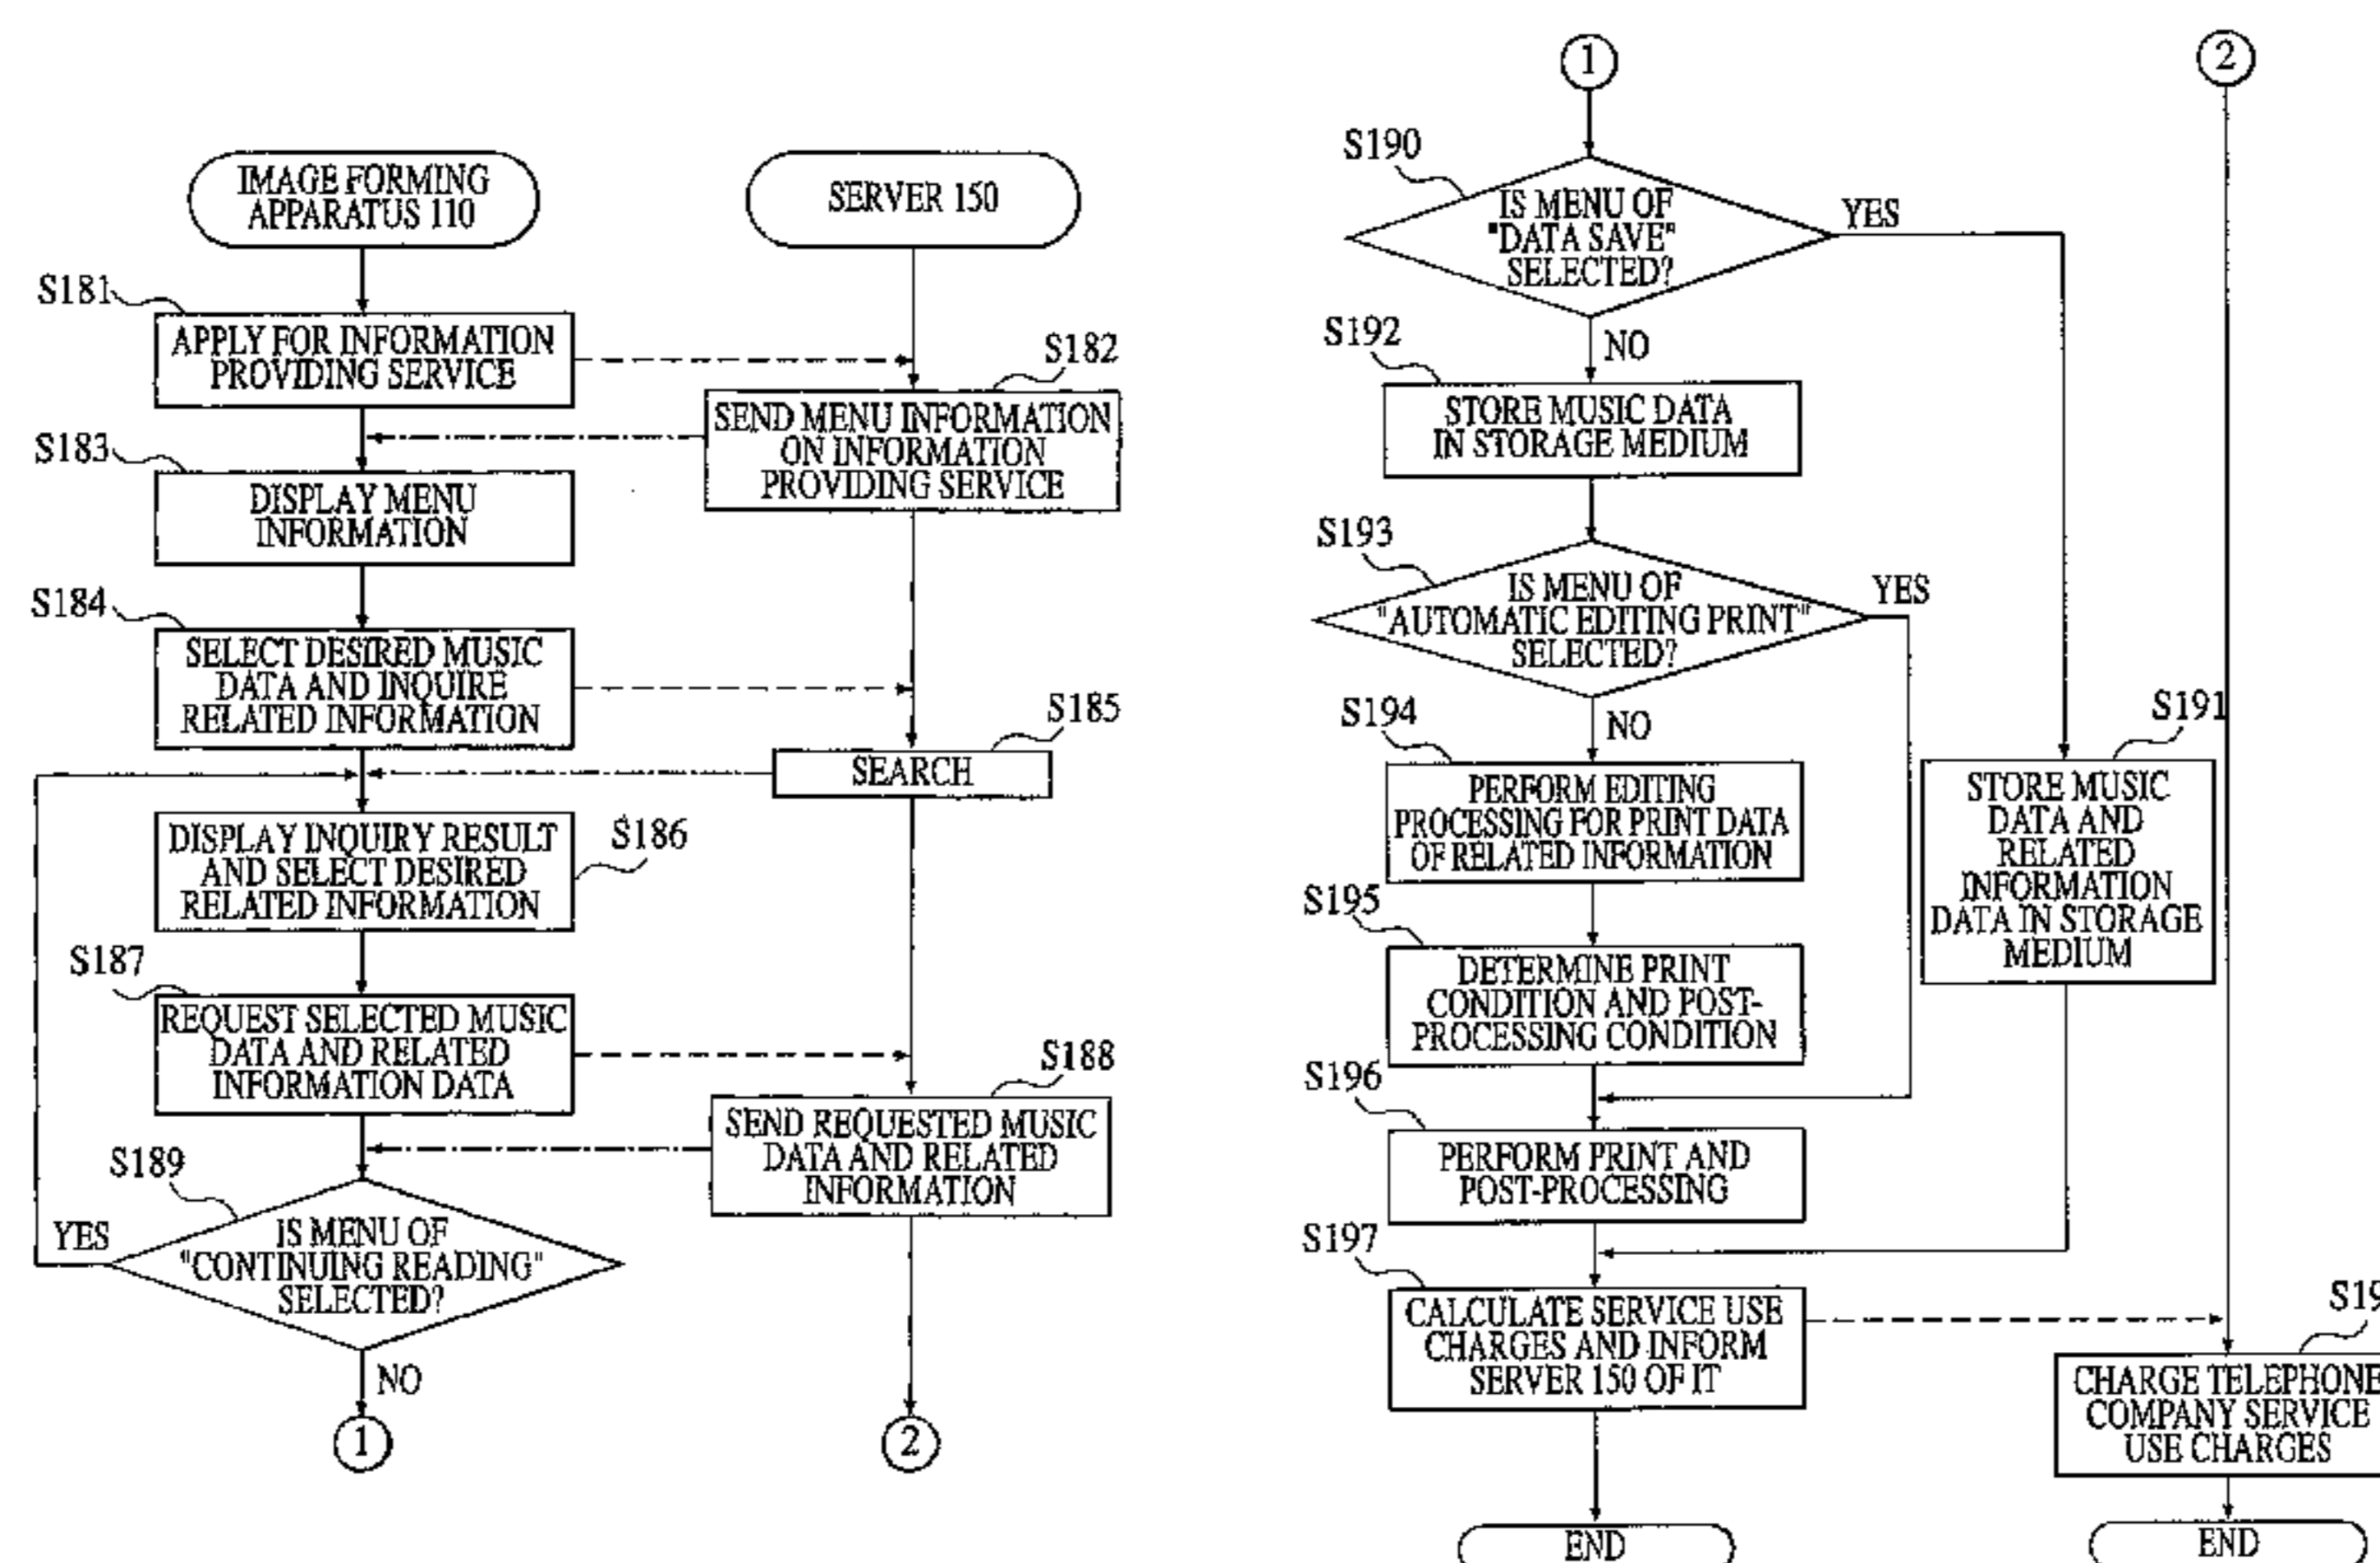 IMAGE FORMING
APPARATUS 110
SERVER 150
S181
APPLY FOR INFORMATION
PROVIDING SERVICE
S182
SEND MENU INFORMATION
ON INFORMATION
PROVIDING SERVICE
S183
DISPLAY MENU
INFORMATION
S184
SELECT DESIRED MUSIC
DATA AND INQUIRE
RELATED INFORMATION
S185
SEARCH
DISPLAY INQUIRY RESULT
AND SELECT DESIRED
RELATED INFORMATION
S186
S187
REQUEST SELECTED MUSIC
DATA AND RELATED
INFORMATION DATA
S188
SEND REQUESTED MUSIC
DATA AND RELATED
INFORMATION
S189
YES
IS MENU OF
"CONTINUING READING"
SELECTED?
NO
1
2
1
2
S190
IS MENU OF
"DATA SAVE"
SELECTED?
YES
NO
S192
STORE MUSIC DATA
IN STORAGE MEDIUM
S193
IS MENU OF
"AUTOMATIC EDITING PRINT"
SELECTED?
YES
NO
S191
STORE MUSIC
DATA AND
RELATED
INFORMATION
DATA IN STORAGE
MEDIUM
S194
PERFORM EDITING
PROCESSING FOR PRINT DATA
OF RELATED INFORMATION
S195
DETERMINE PRINT
CONDITION AND POST-
PROCESSING CONDITION
S196
PERFORM PRINT AND
POST-PROCESSING
S197
CALCULATE SERVICE USE
CHARGES AND INFORM
SERVER 150 OF IT
CHARGE TELEPHONE
COMPANY SERVICE
USE CHARGES
END
END